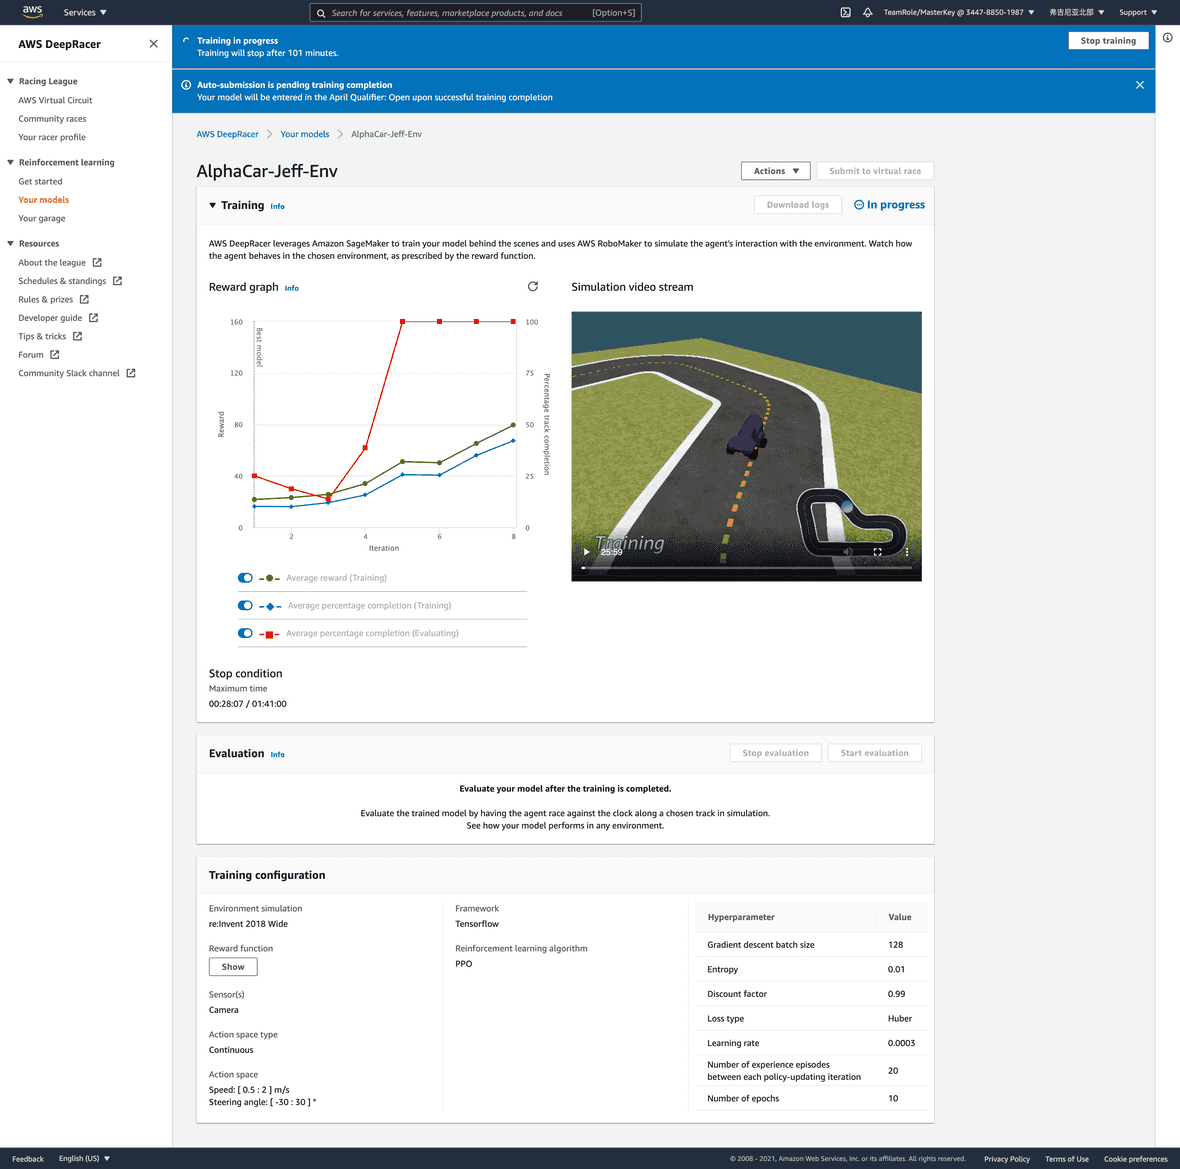 aws
Services
Search for services, features, marketplace products, and docs
[Option+S]
TeamRole/MasterKey @ 3447-8850-1987
弗吉尼亚北部
Support
AWS DeepRacer
Racing League
AWS Virtual Circuit
Community races
Your racer profile
Reinforcement learning
Get started
Your models
Your garage
Resources
About the league
Schedules & standings
Rules & prizes
Developer guide
Tips & tricks
Forum
Community Slack channel
Training in progress
Training will stop after 101 minutes.
Stop training
Auto-submission is pending training completion
Your model will be entered in the April Qualifier: Open upon successful training completion
AWS DeepRacer
Your models
AlphaCar-Jeff-Env
AlphaCar-Jeff-Env
Actions
Submit to virtual race
Training Info
Download logs
In progress
AWS DeepRacer leverages Amazon SageMaker to train your model behind the scenes and uses AWS RoboMaker to simulate the agent's interaction with the environment. Watch how
the agent behaves in the chosen environment, as prescribed by the reward function.
Reward graph Info
160
120
80
40
0
Reward
Best model
100
75
50
25
0
Percentage track completion
2
4
6
8
Iteration
Average reward (Training)
Average percentage completion (Training)
Average percentage completion (Evaluating)
Simulation video stream
Training
25:59
Stop condition
Maximum time
00:28:07 / 01:41:00
Evaluation Info
Stop evaluation
Start evaluation
Evaluate your model after the training is completed.
Evaluate the trained model by having the agent race against the clock along a chosen track in simulation.
See how your model performs in any environment.
Training configuration
Environment simulation
re:Invent 2018 Wide
Reward function
Show
Sensor(s)
Camera
Action space type
Continuous
Action space
Speed: [ 0.5 : 2 ] m/s
Steering angle: [ -30 : 30 ] °
Framework
Tensorflow
Reinforcement learning algorithm
PPO
Hyperparameter Value
Gradient descent batch size 128
Entropy 0.01
Discount factor 0.99
Loss type Huber
Learning rate 0.0003
Number of experience episodes
between each policy-updating iteration 20
Number of epochs 10
Feedback
English (US)
© 2008 - 2021, Amazon Web Services, Inc. or its affiliates. All rights reserved.
Privacy Policy
Terms of Use
Cookie preferences